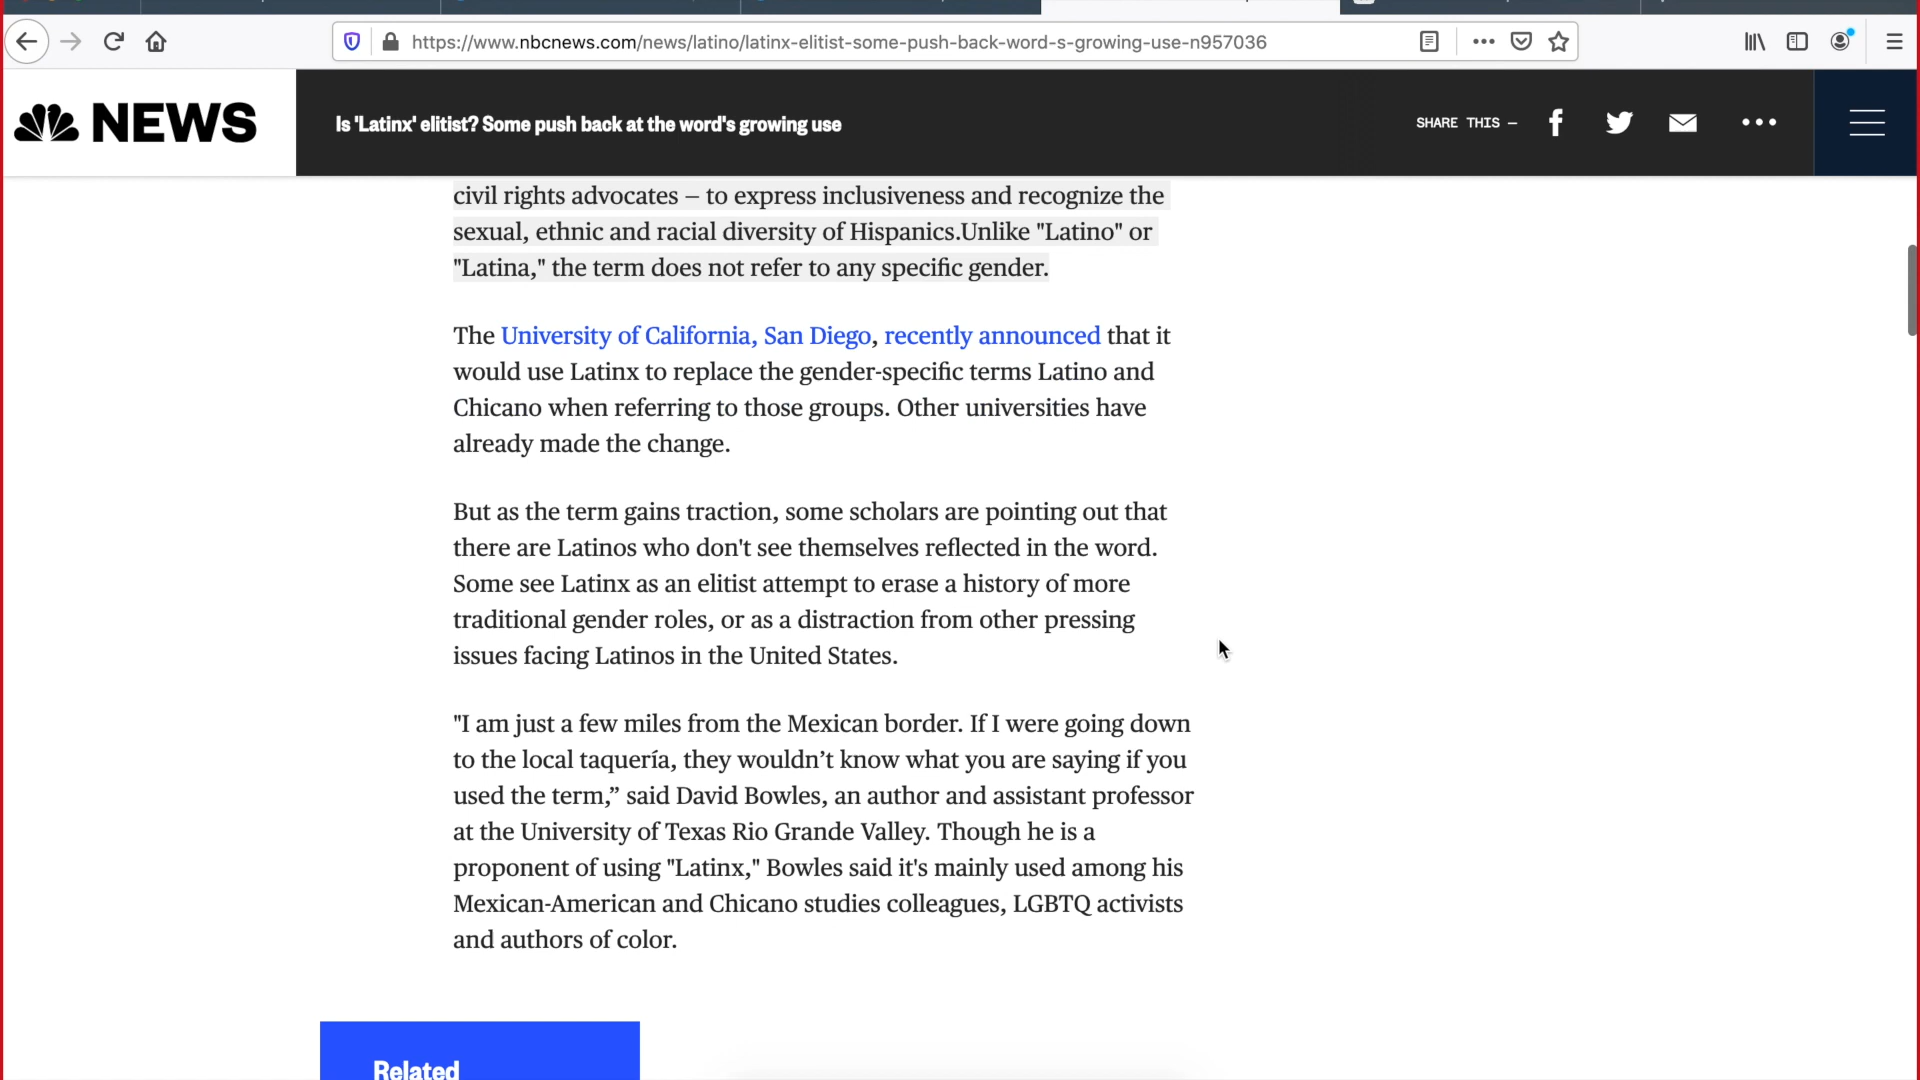 https://www.nbcnews.com/news/latino/latinx-elitist-some-push-back-word-s-growing-use-n957036
NEWS
Is 'Latinx' elitist? Some push back at the word's growing use
SHARE THIS —
civil rights advocates — to express inclusiveness and recognize the
sexual, ethnic and racial diversity of Hispanics.Unlike "Latino" or
"Latina," the term does not refer to any specific gender.
The University of California, San Diego, recently announced that it
would use Latinx to replace the gender-specific terms Latino and
Chicano when referring to those groups. Other universities have
already made the change.
But as the term gains traction, some scholars are pointing out that
there are Latinos who don't see themselves reflected in the word.
Some see Latinx as an elitist attempt to erase a history of more
traditional gender roles, or as a distraction from other pressing
issues facing Latinos in the United States.
"I am just a few miles from the Mexican border. If I were going down
to the local taquería, they wouldn’t know what you are saying if you
used the term,” said David Bowles, an author and assistant professor
at the University of Texas Rio Grande Valley. Though he is a
proponent of using "Latinx," Bowles said it's mainly used among his
Mexican-American and Chicano studies colleagues, LGBTQ activists
and authors of color.
Related